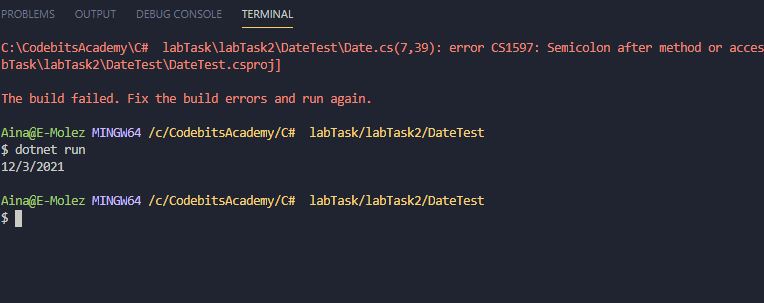 PROBLEMS OUTPUT DEBUG CONSOLE TERMINAL
C:\CodebitsAcademy\C#  labTask\labTask2\DateTest\Date.cs(7,39): error CS1597: Semicolon after method or acces
bTask\labTask2\DateTest\DateTest.csproj]
The build failed. Fix the build errors and run again.
Aina@E-Molez MINGW64 /c/CodebitsAcademy/C#  labTask/labTask2/DateTest
$ dotnet run
12/3/2021
Aina@E-Molez MINGW64 /c/CodebitsAcademy/C#  labTask/labTask2/DateTest
$